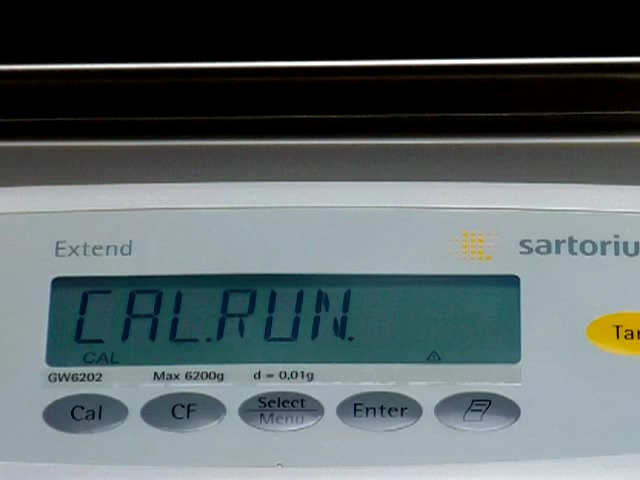 Extend
sartoriu
CAL.RUN.
CAL
GW6202 Max 6200g d = 0,01g
Tar
Cal CF Select Enter
Menu